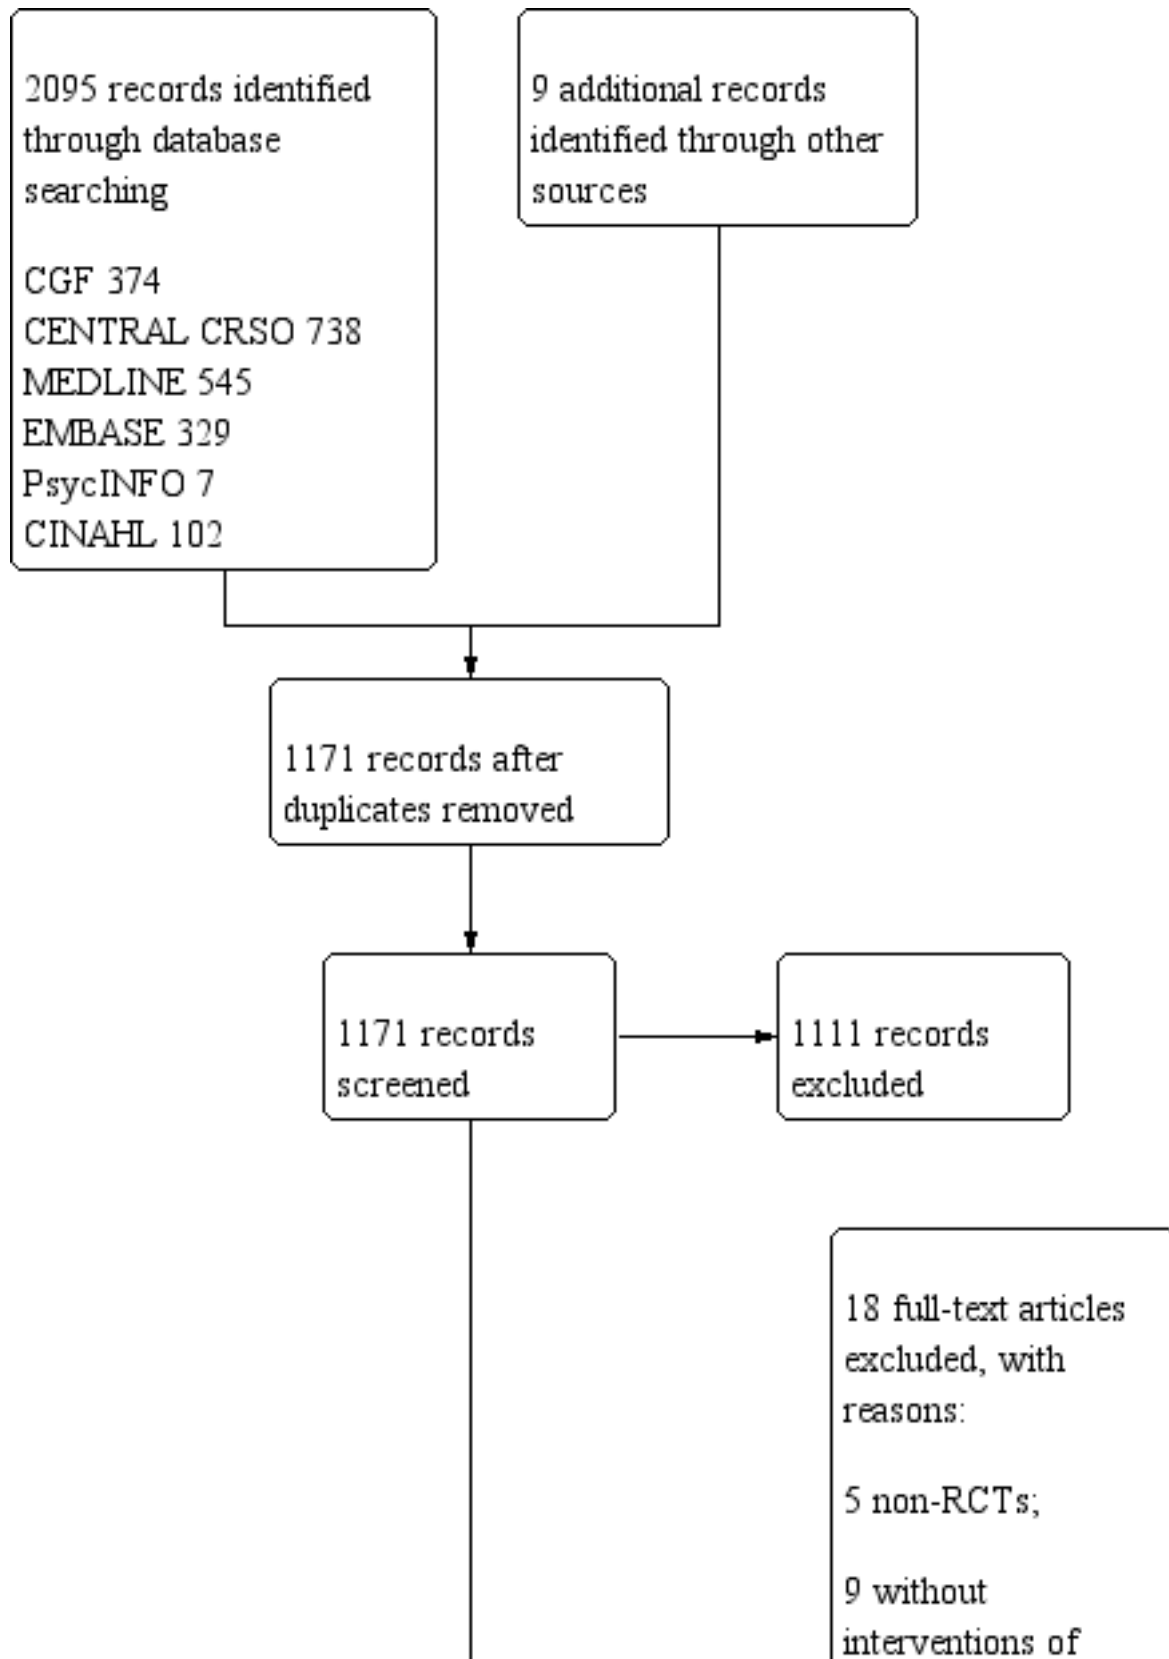 2095 records identified
through database
searching
CGF 374
CENTRAL CRSO 738
MEDLINE 545
EMBASE 329
PsycINFO 7
CINAHL 102
9 additional records
identified through other
sources
1171 records after
duplicates removed
1171 records
screened
1111 records
excluded
18 full-text articles
excluded, with
reasons:
5 non-RCTs;
9 without
interventions of